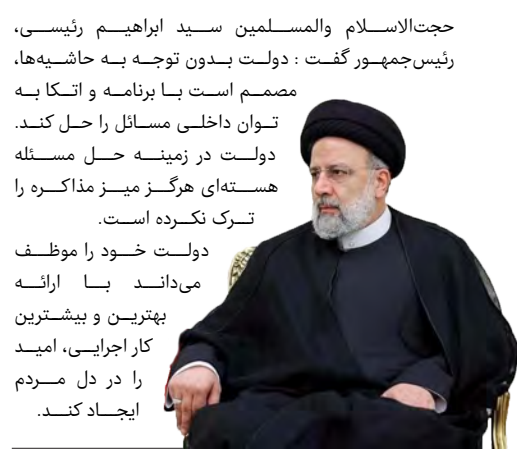 حجت‌الاسلام والمسلمین سید ابراهیم رئیسی،
رئیس‌جمهور گفت : دولت بدون توجه به حاشیه‌ها،
مصمم است با برنامه و اتکا به
توان داخلی مسائل را حل کند.
دولت در زمینه حل مسئله
هسته‌ای هرگز میز مذاکره را
ترک نکرده است.
دولت خود را موظف
می‌داند با ارائه
بهترین و بیشترین
کار اجرایی، امید
را در دل مردم
ایجاد کند.